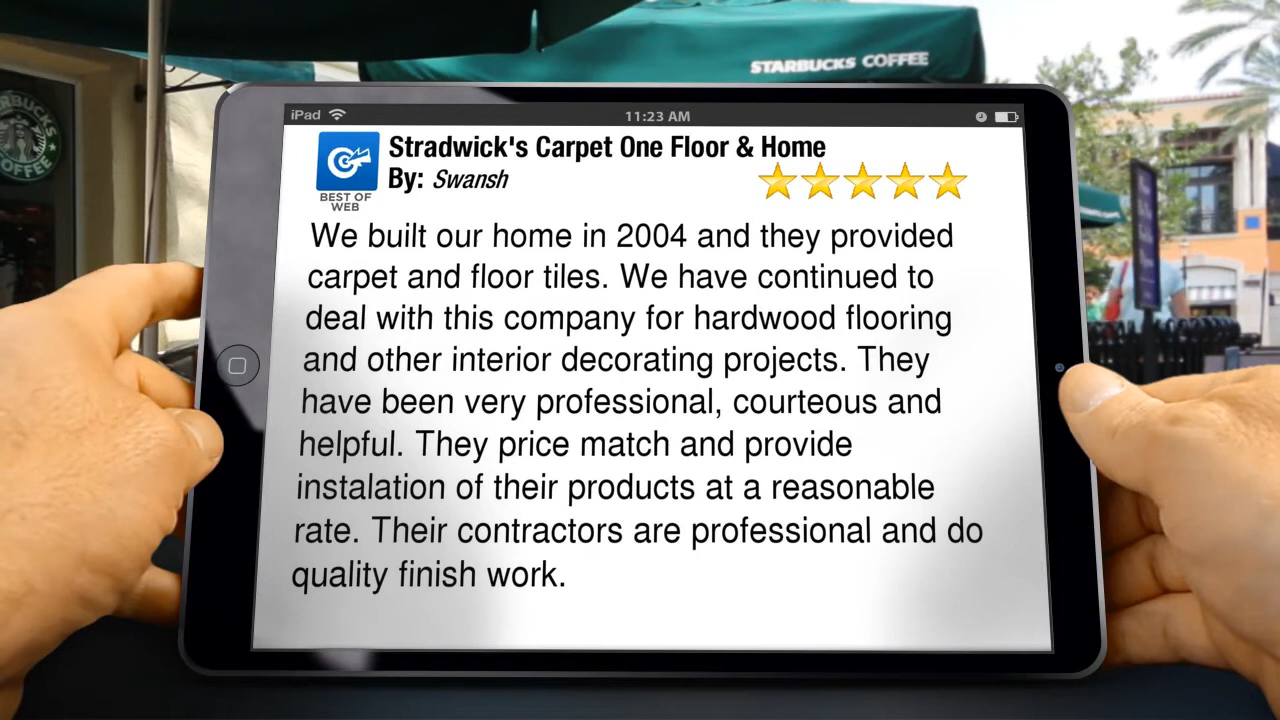 STARBUCKS COFFEE
iPad
11:23 AM
Stradwick's Carpet One Floor & Home
By: Swansh
BEST OF
WEB
We built our home in 2004 and they provided
carpet and floor tiles. We have continued to
deal with this company for hardwood flooring
and other interior decorating projects. They
have been very professional, courteous and
helpful. They price match and provide
instalation of their products at a reasonable
rate. Their contractors are professional and do
quality finish work.